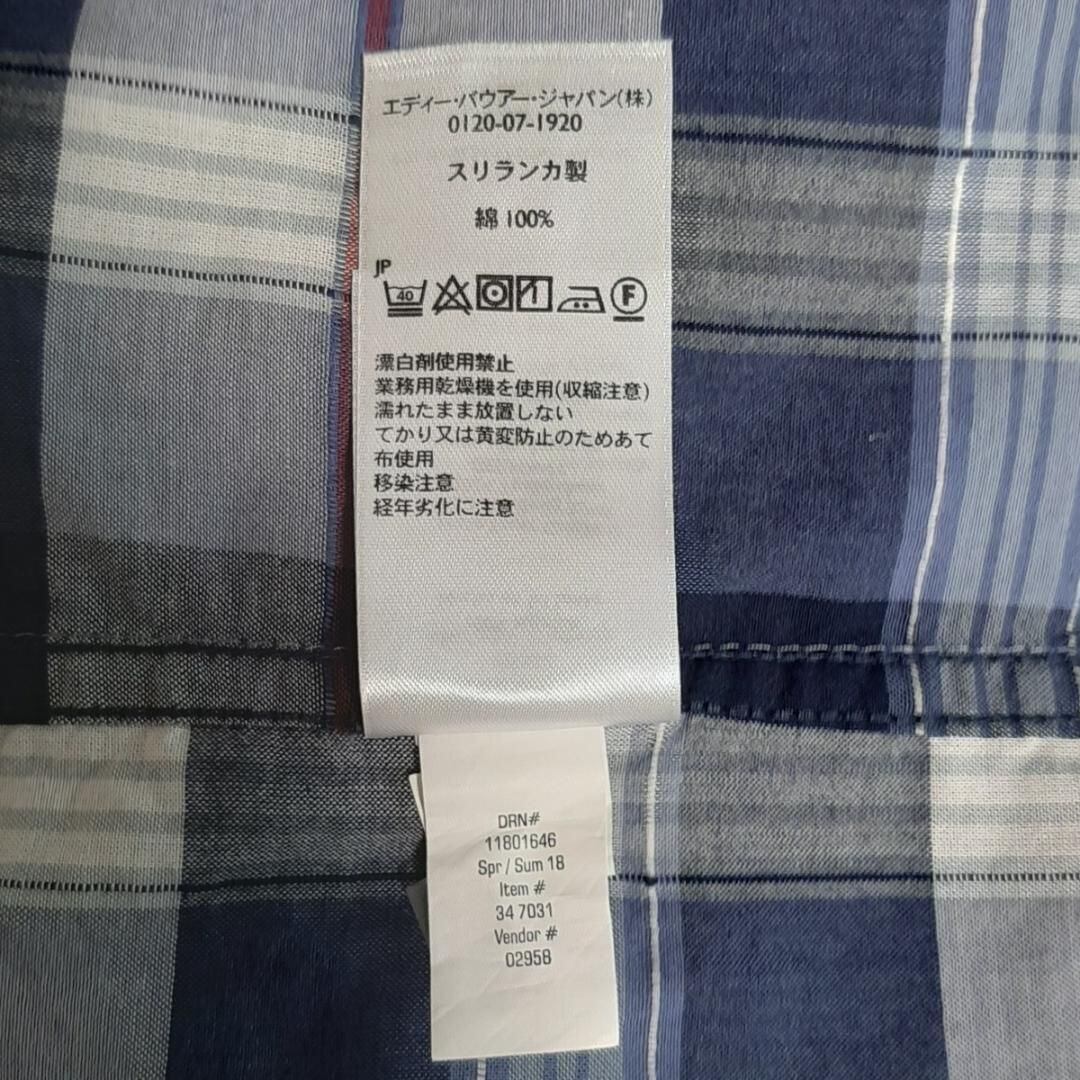 エディー・バウアー・ジャパン(株)
0120-07-1920
スリランカ製
綿 100%
JP
40 F
漂白剤使用禁止
業務用乾燥機を使用(収縮注意)
濡れたまま放置しない
てかり又は黄変防止のためあて
布使用
移染注意
経年劣化に注意
DRN#
11801646
Spr / Sum 18
Item #
34 7031
Vendor #
02958